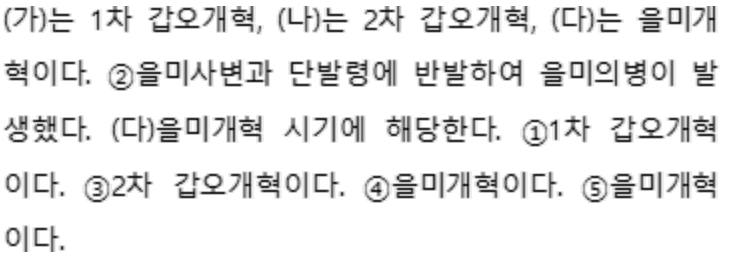 (가)는 1차 갑오개혁, (나)는 2차 갑오개혁, (다)는 을미개
혁이다. ②을미사변과 단발령에 반발하여 을미의병이 발
생했다. (다)을미개혁 시기에 해당한다. ①1차 갑오개혁
이다. ③2차 갑오개혁이다. ④을미개혁이다. ⑤을미개혁
이다.